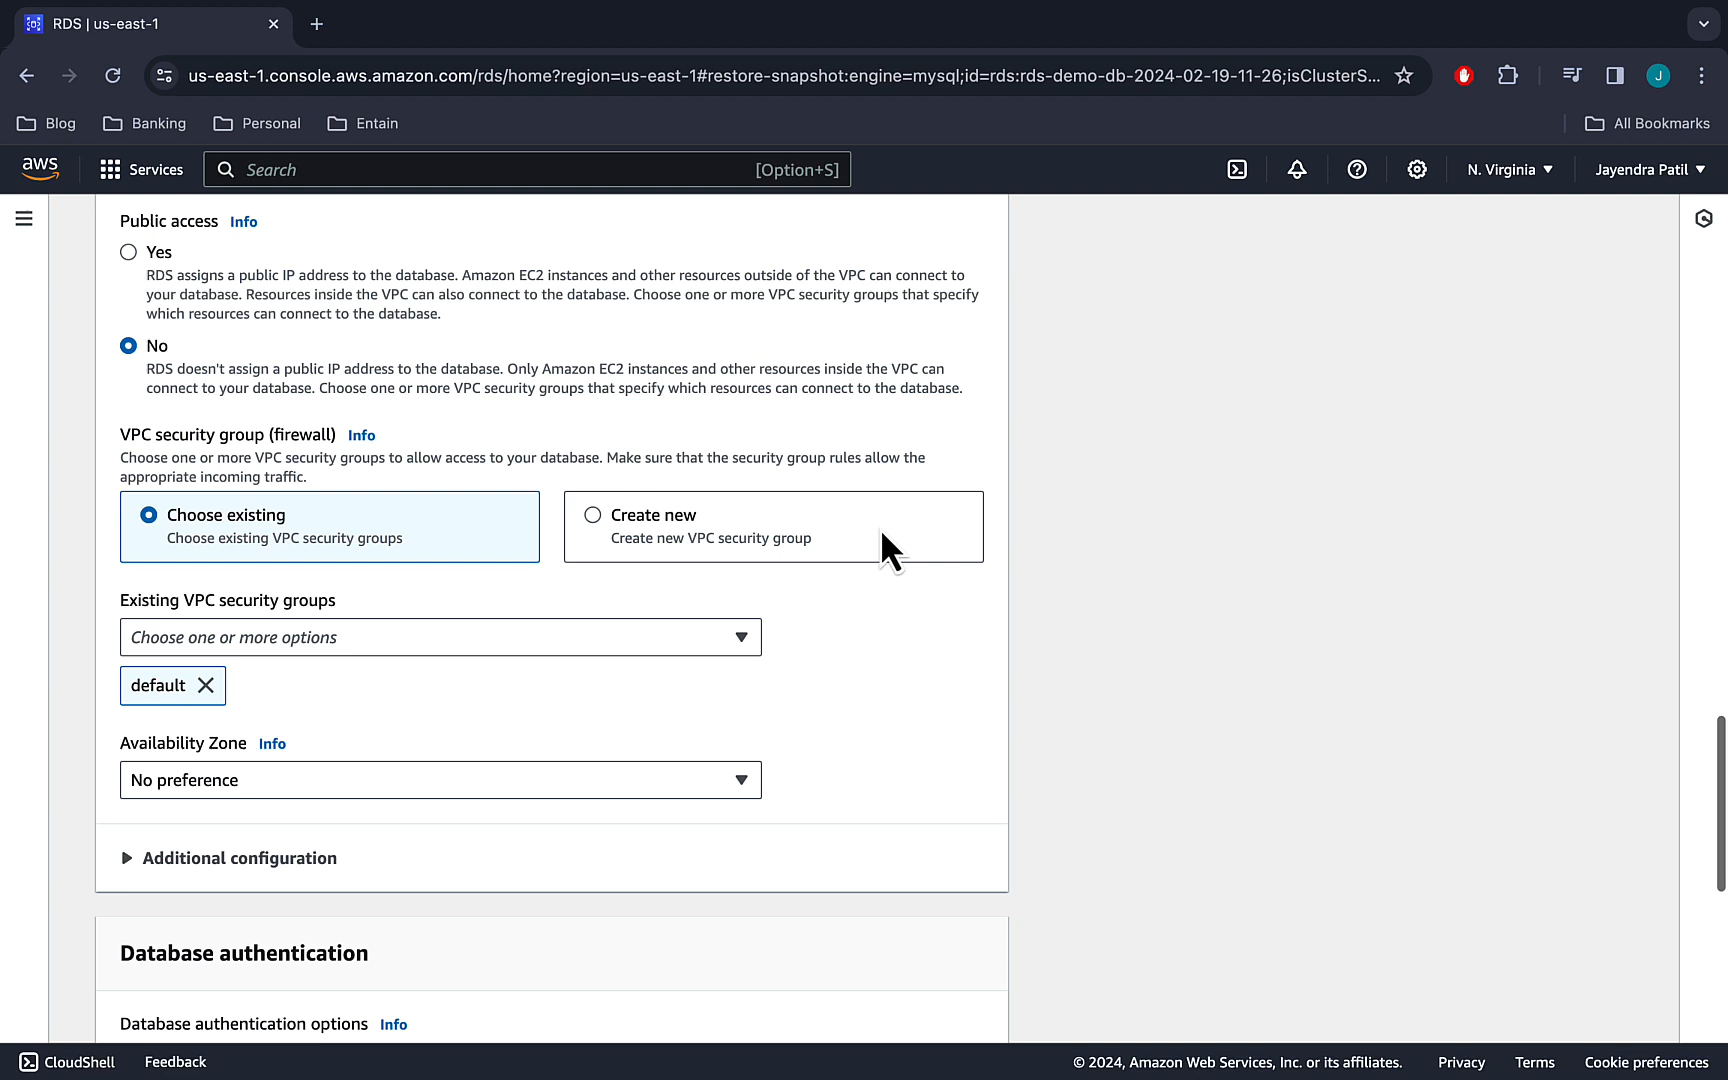 RDS | us-east-1
us-east-1.console.aws.amazon.com/rds/home?region=us-east-1#restore-snapshot:engine=mysql;id=rds:rds-demo-db-2024-02-19-11-26;isClusterS...
J
Blog
Banking
Personal
Entain
All Bookmarks
aws
Services
Search
[Option+S]
N. Virginia
Jayendra Patil
Public access Info
Yes
RDS assigns a public IP address to the database. Amazon EC2 instances and other resources outside of the VPC can connect to
your database. Resources inside the VPC can also connect to the database. Choose one or more VPC security groups that specify
which resources can connect to the database.
No
RDS doesn't assign a public IP address to the database. Only Amazon EC2 instances and other resources inside the VPC can
connect to your database. Choose one or more VPC security groups that specify which resources can connect to the database.
VPC security group (firewall) Info
Choose one or more VPC security groups to allow access to your database. Make sure that the security group rules allow the
appropriate incoming traffic.
Choose existing
Choose existing VPC security groups
Create new
Create new VPC security group
Existing VPC security groups
Choose one or more options
default
Availability Zone Info
No preference
Additional configuration
Database authentication
Database authentication options Info
CloudShell
Feedback
© 2024, Amazon Web Services, Inc. or its affiliates.
Privacy
Terms
Cookie preferences